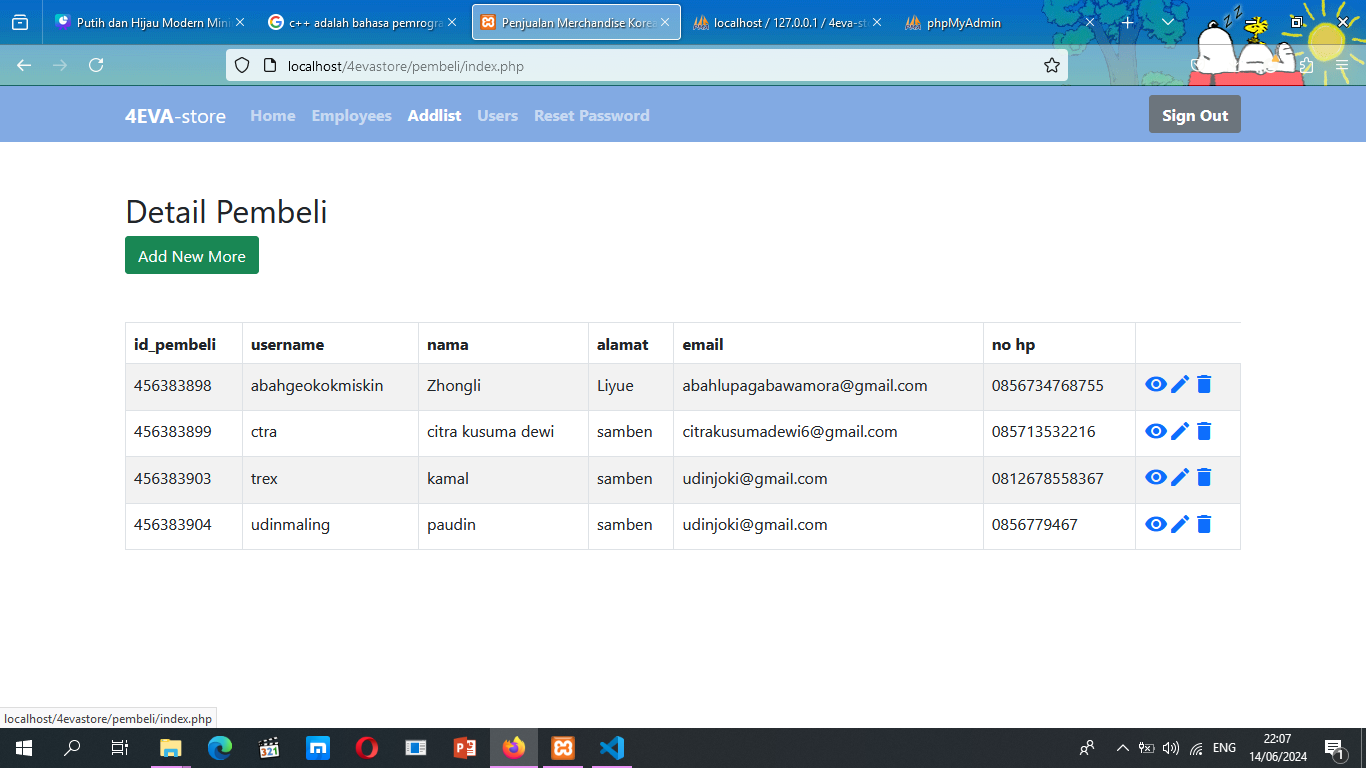 Putih dan Hijau Modern Mini
c++ adalah bahasa pemrogra
Penjualan Merchandise Korea
localhost / 127.0.0.1 / 4eva-st
phpMyAdmin
localhost/4evastore/pembeli/index.php
4EVA-store Home Employees Addlist Users Reset Password Sign Out
Detail Pembeli
Add New More
id_pembeli username nama alamat email no hp
456383898 abahgeokokmiskin Zhongli Liyue abahlupagabawamora@gmail.com 0856734768755
456383899 ctra citra kusuma dewi samben citrakusumadewi6@gmail.com 085713532216
456383903 trex kamal samben udinjoki@gmail.com 0812678558367
456383904 udinmaling paudin samben udinjoki@gmail.com 0856779467
localhost/4evastore/pembeli/index.php
321
ENG
22:07
14/06/2024
1